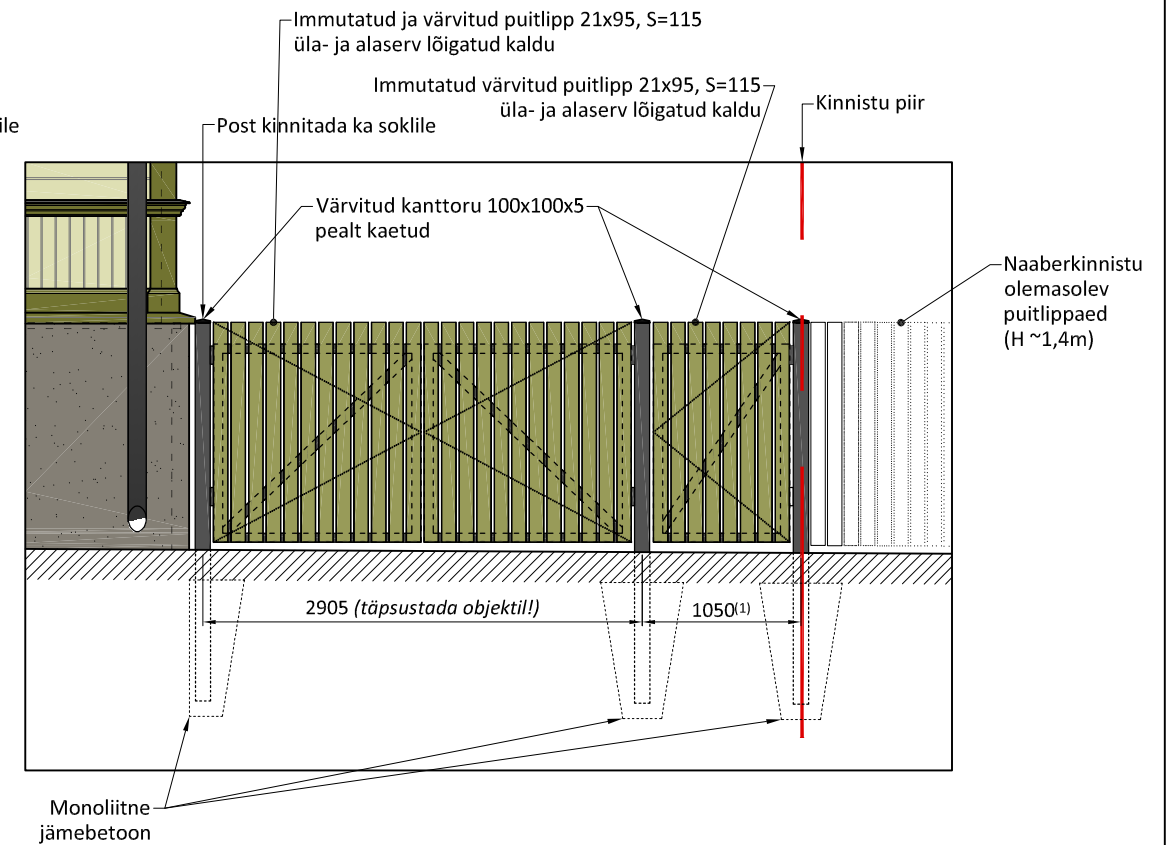 Immutatud ja värvitud puitlipp 21x95, S=115
üla- ja alaserv lõigatud kaldu
Immutatud värvitud puitlipp 21x95, S=115
üla- ja alaserv lõigatud kaldu
Kinnistu piir
ile
Post kinnitada ka soklile
Värvitud kanttoru 100x100x5
pealt kaetud
Naaberkinnistu
olemasolev
puitlippaed
(H ~1,4m)
2905 (täpsustada objektil!)
1050(1)
Monoliitne
jämebetoon